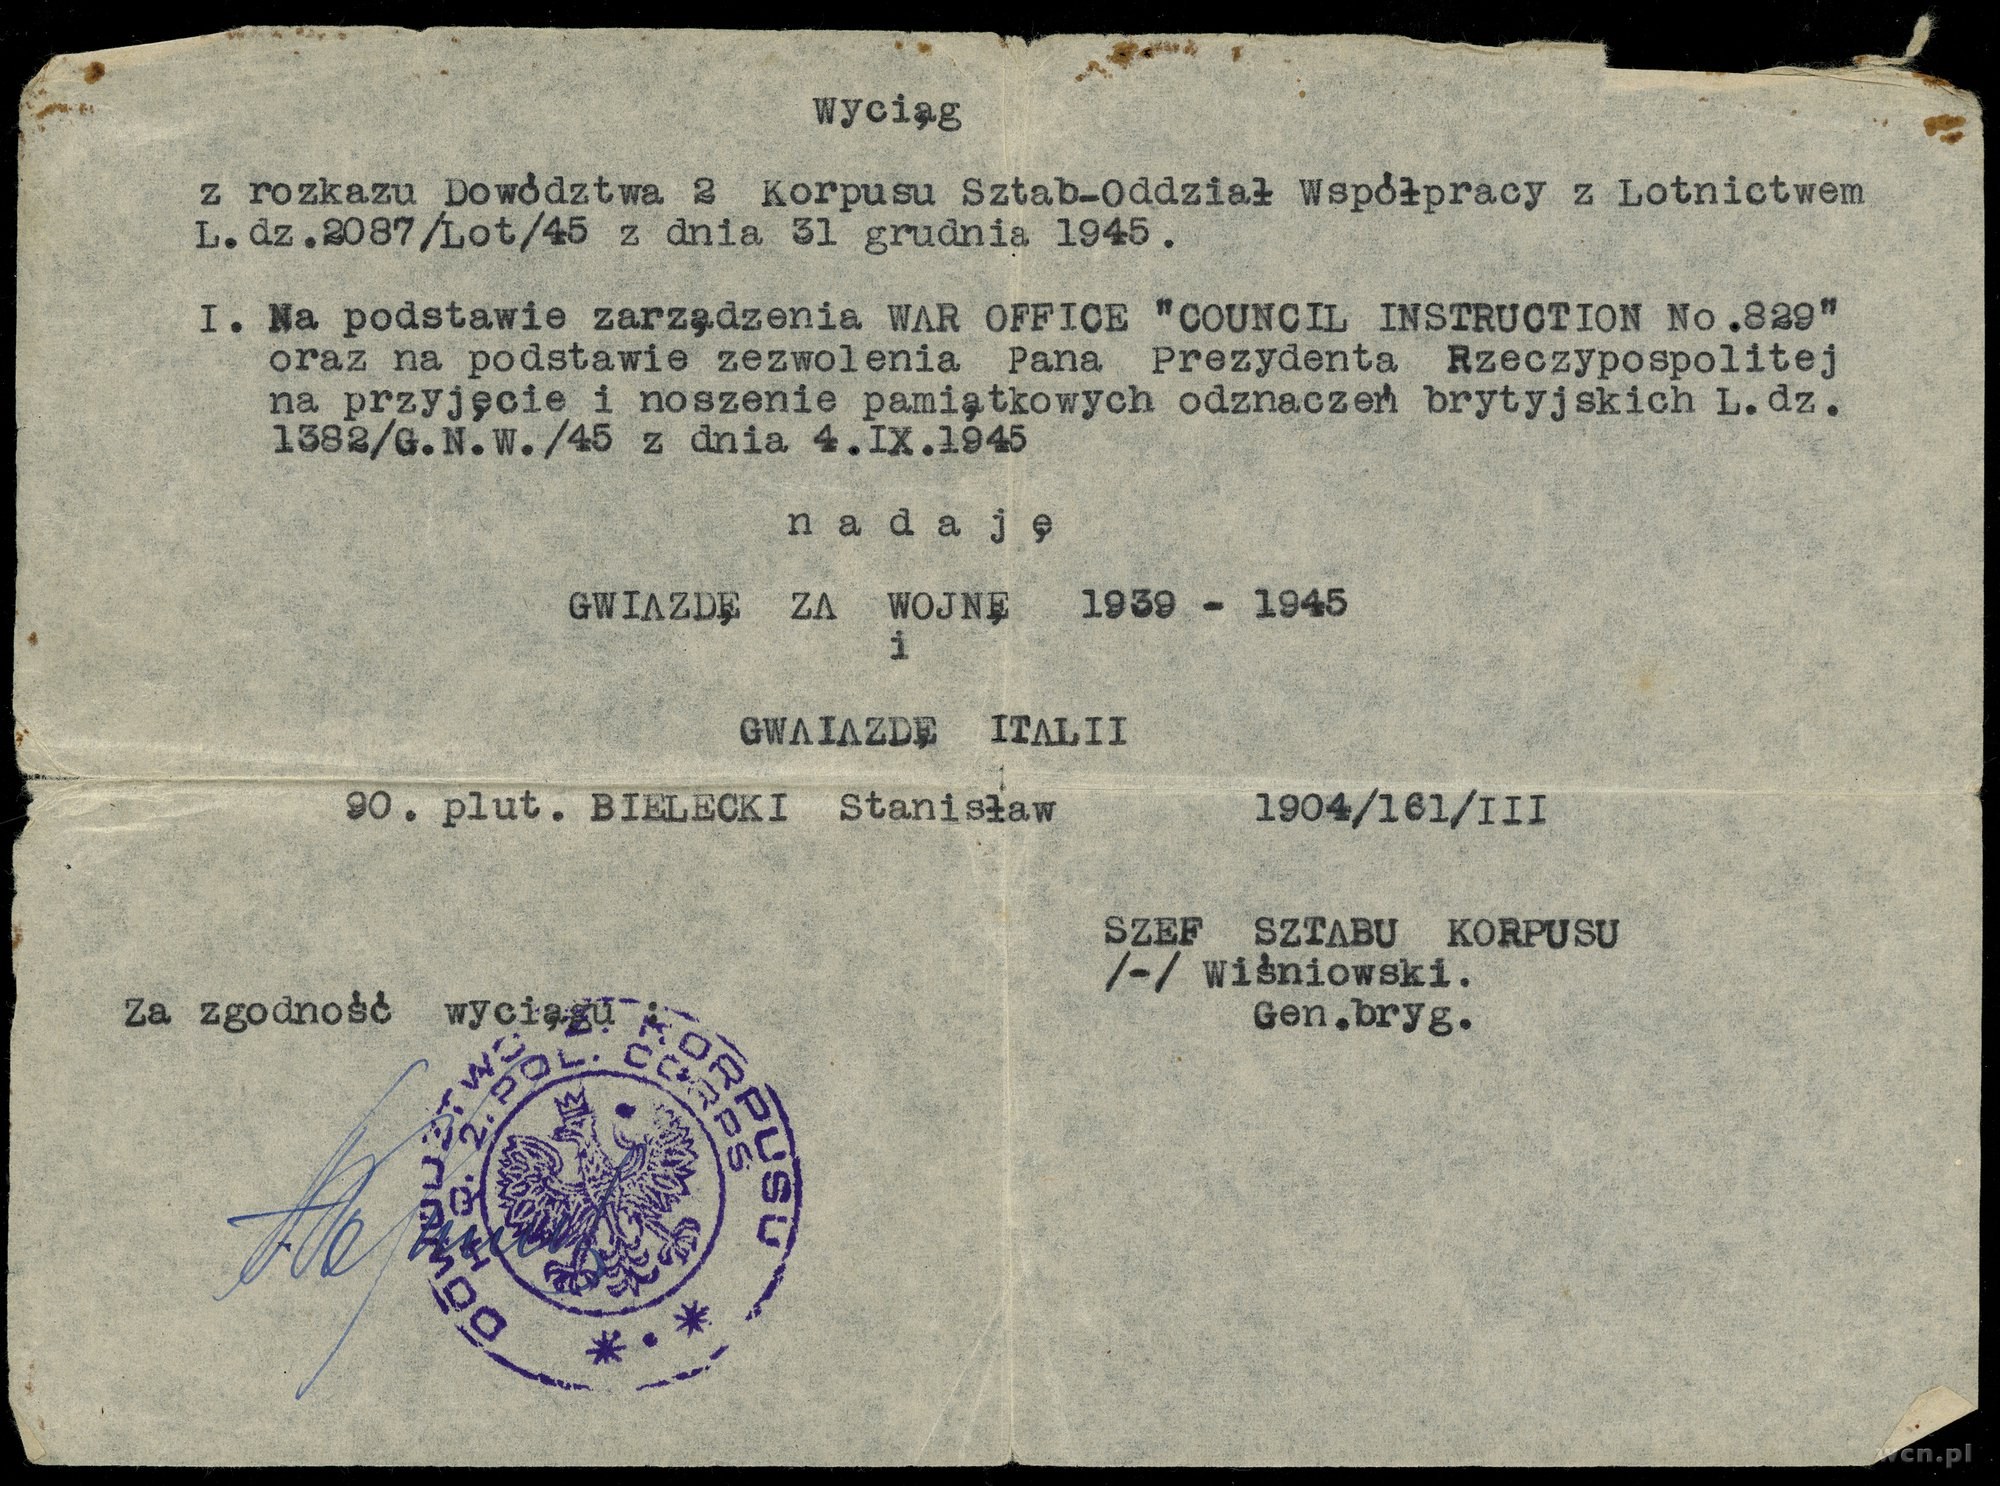 Wyciąg
z rozkazu Dowództwa 2 Korpusu Sztab-Oddział Współpracy z Lotnictwem
L.dz.2087/Lot/45 z dnia 31 grudnia 1945.
I. Na podstawie zarządzenia WAR OFFICE "COUNCIL INSTRUCTION No.829"
oraz na podstawie zezwolenia Pana Prezydenta Rzeczypospolitej
na przyjęcie i noszenie pamiątkowych odznaczeń brytyjskich L.dz.
1382/G.N.W./45 z dnia 4.IX.1945
n a d a j ę
GWIAZDĘ ZA WOJNĘ 1939 - 1945
i
GWAIAZDĘ ITALII
90. plut. BIELECKI Stanisław 1904/161/III
SZEF SZTABU KORPUSU
/-/ Wiśniowski.
Gen.bryg.
Za zgodność wyciągu :
DOWÓDZTWO 2. KORPUSU
H.Q. 2. POL. CORPS
wcn.pl